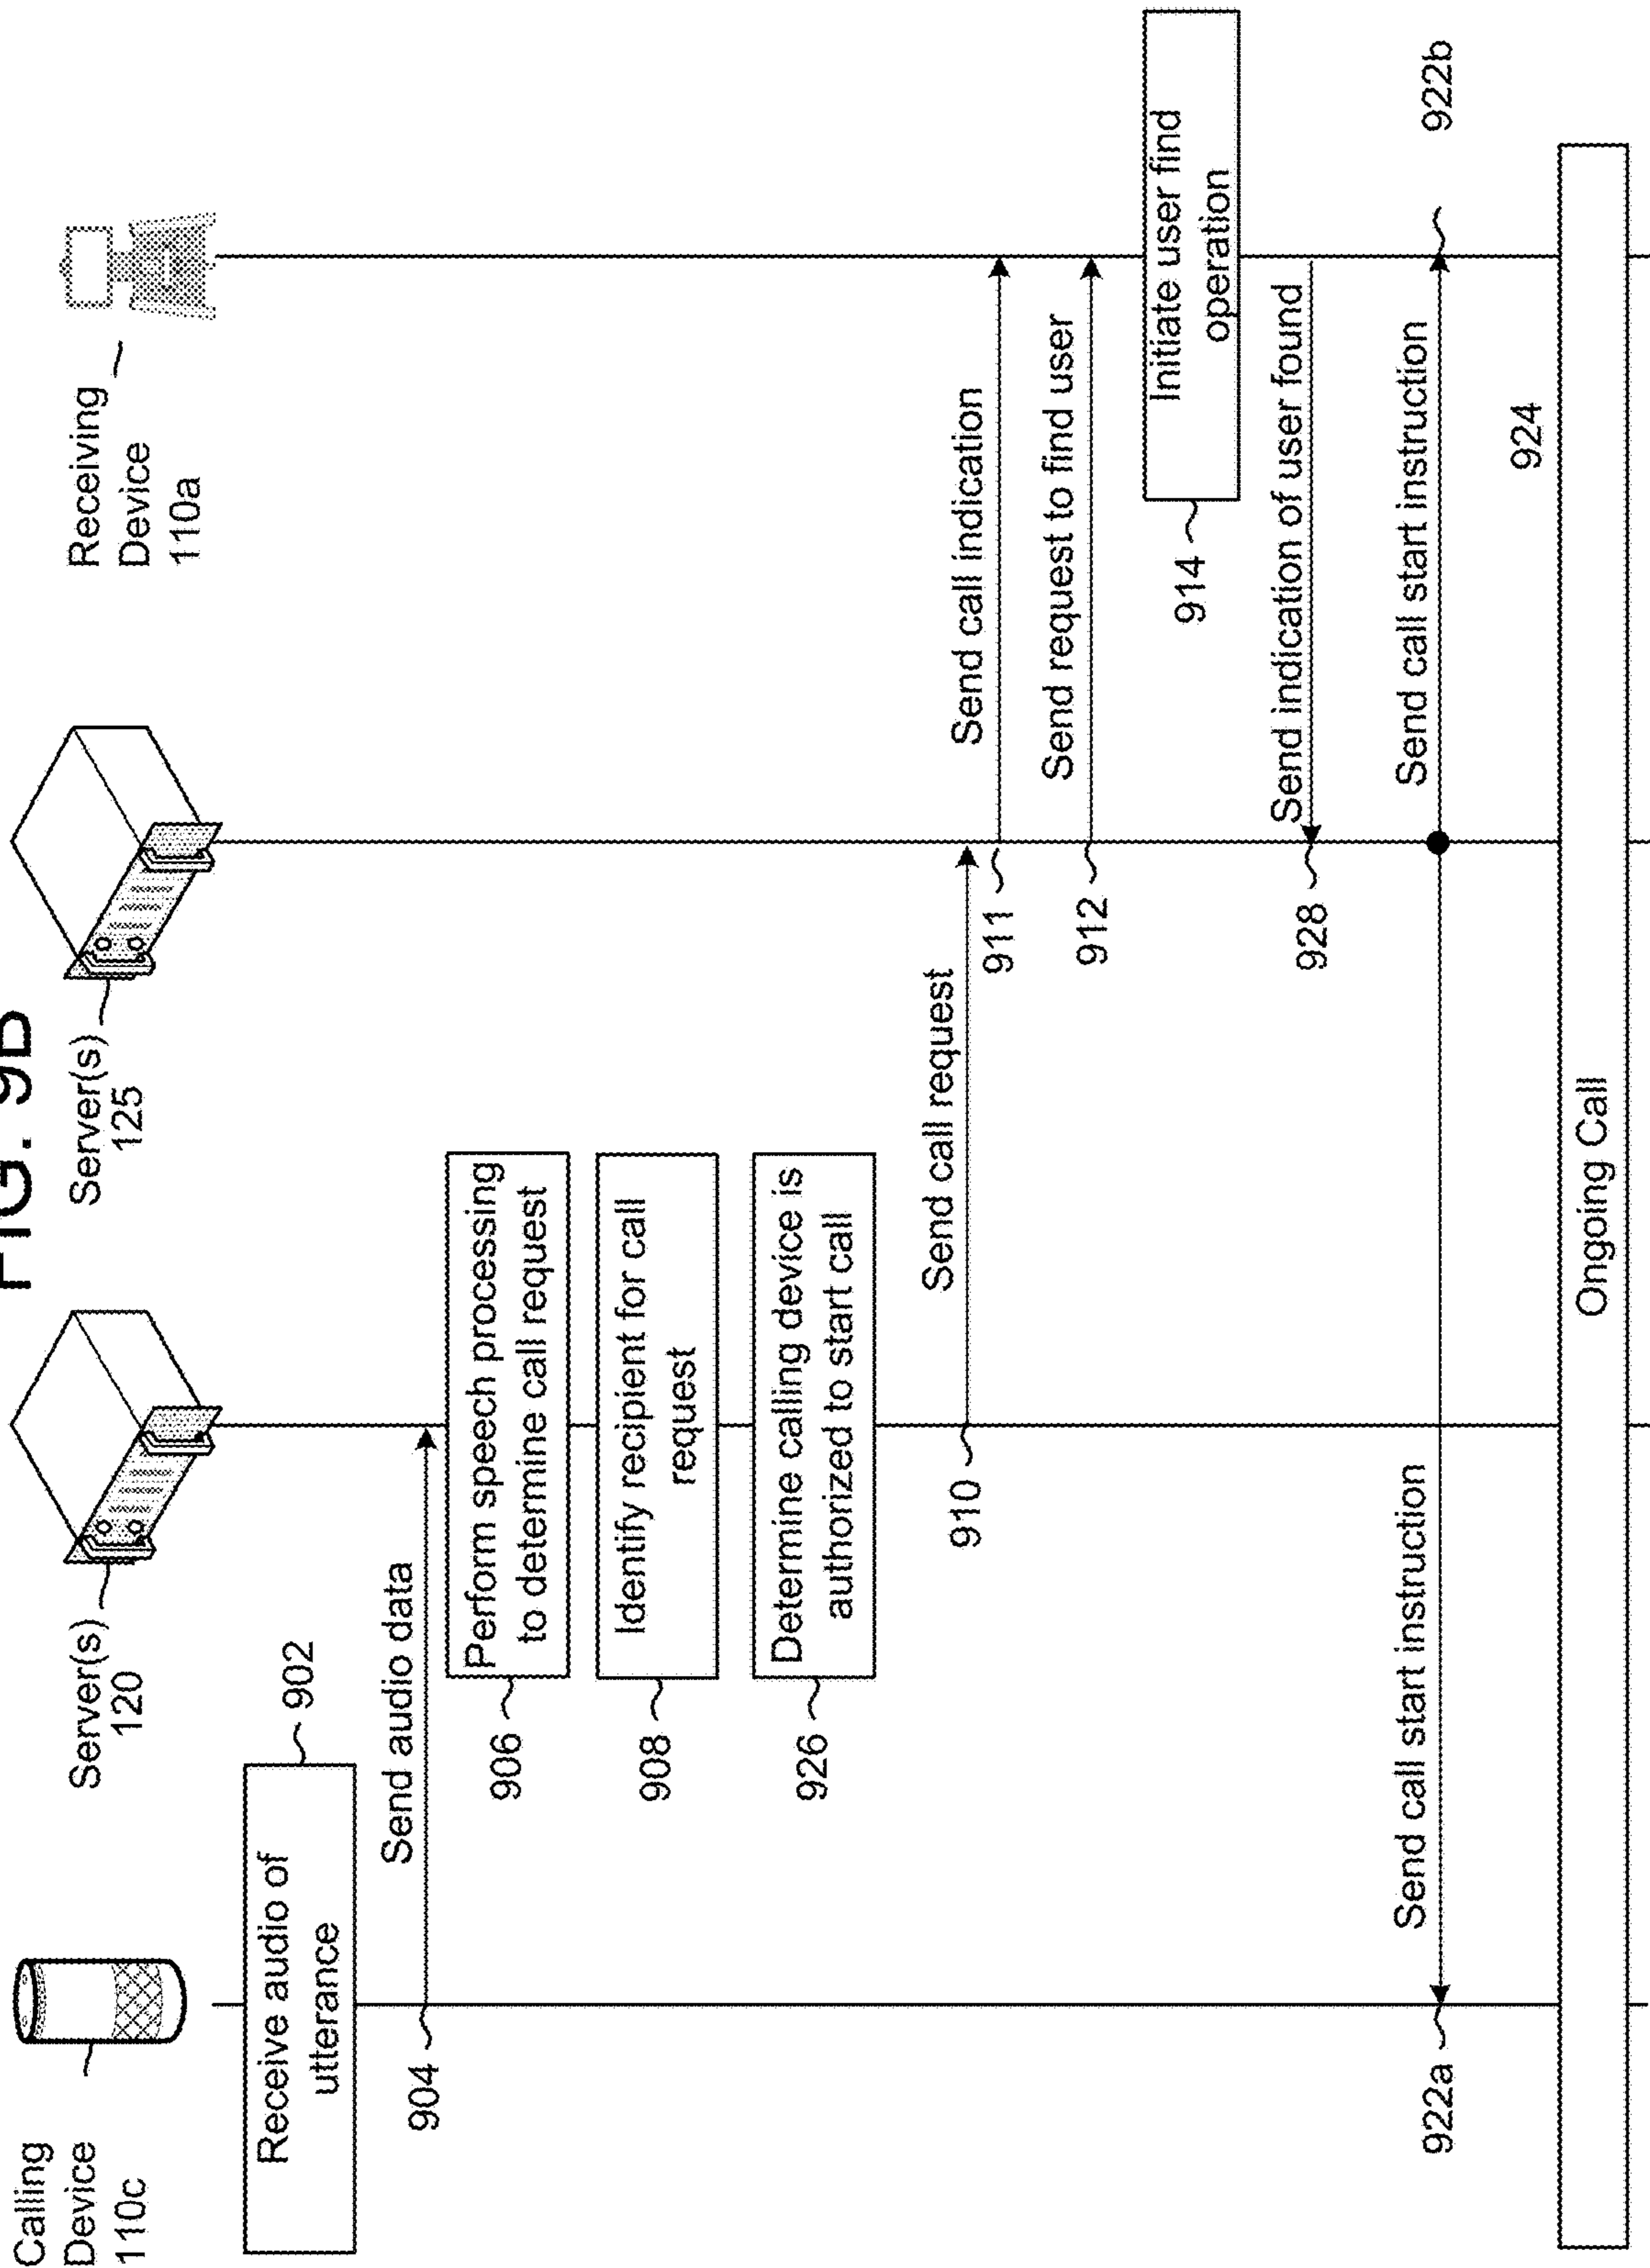 FIG. 9B
Calling
Device
110c
Server(s)
120
Server(s)
125
Receiving
Device
110a
Receive audio of
utterance
902
Send audio data
904
Perform speech processing
to determine call request
906
Identify recipient for call
request
908
Determine calling device is
authorized to start call
926
Send call request
910
Send call indication
911
Send request to find user
912
Initiate user find
operation
914
Send indication of user found
928
Send call start instruction
922a
Send call start instruction
922b
Ongoing Call
924